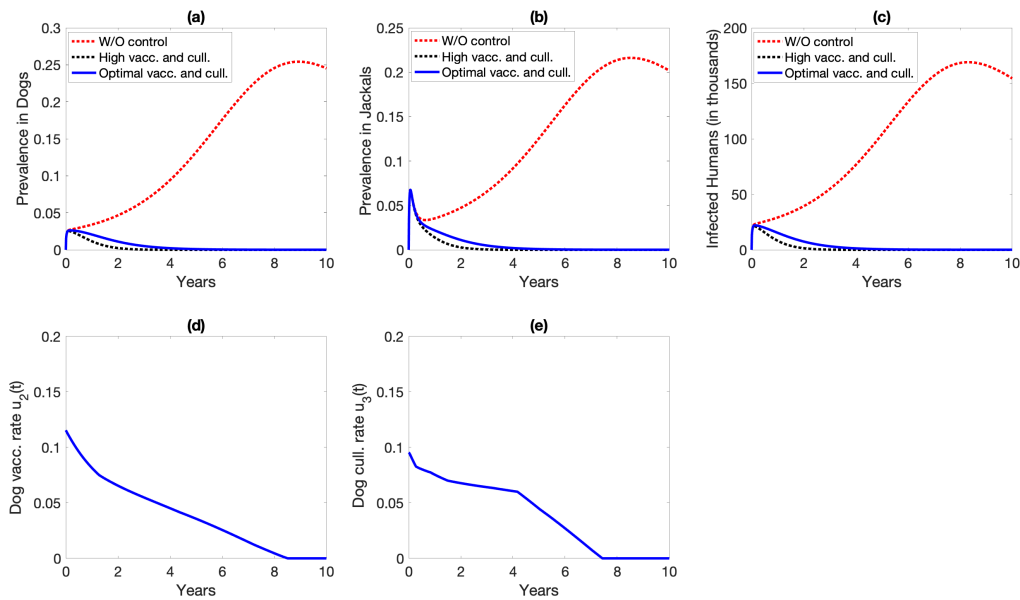 (a)
0.3
0.25
0.2
0.15
0.1
0.05
0
Prevalence in Dogs
W/O control
High vacc. and cull.
Optimal vacc. and cull.
0 2 4 6 8 10
Years
(b)
0.25
0.2
0.15
0.1
0.05
0
Prevalence in Jackals
W/O control
High vacc. and cull.
Optimal vacc. and cull.
0 2 4 6 8 10
Years
(c)
200
150
100
50
0
Infected Humans (in thousands)
W/O control
High vacc. and cull.
Optimal vacc. and cull.
0 2 4 6 8 10
Years
(d)
0.2
0.15
0.1
0.05
0
Dog vacc. rate u2(t)
0 2 4 6 8 10
Years
(e)
0.2
0.15
0.1
0.05
0
Dog cull. rate u3(t)
0 2 4 6 8 10
Years